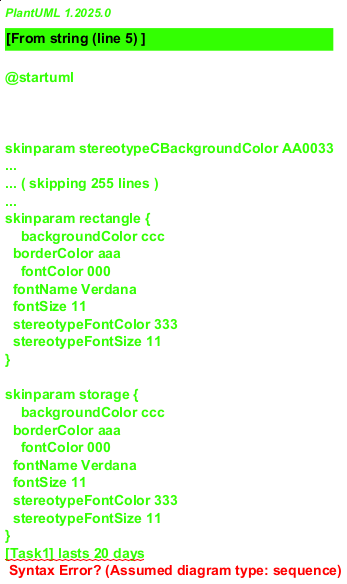 PlantUML 1.2025.0
[From string (line 5) ]
@startuml
skinparam stereotypeCBackgroundColor AA0033
...
... ( skipping 255 lines )
...
skinparam rectangle {
backgroundColor ccc
borderColor aaa
fontColor 000
fontName Verdana
fontSize 11
stereotypeFontColor 333
stereotypeFontSize 11
}
skinparam storage {
backgroundColor ccc
borderColor aaa
fontColor 000
fontName Verdana
fontSize 11
stereotypeFontColor 333
stereotypeFontSize 11
}
[Task1] lasts 20 days
Syntax Error? (Assumed diagram type: sequence)